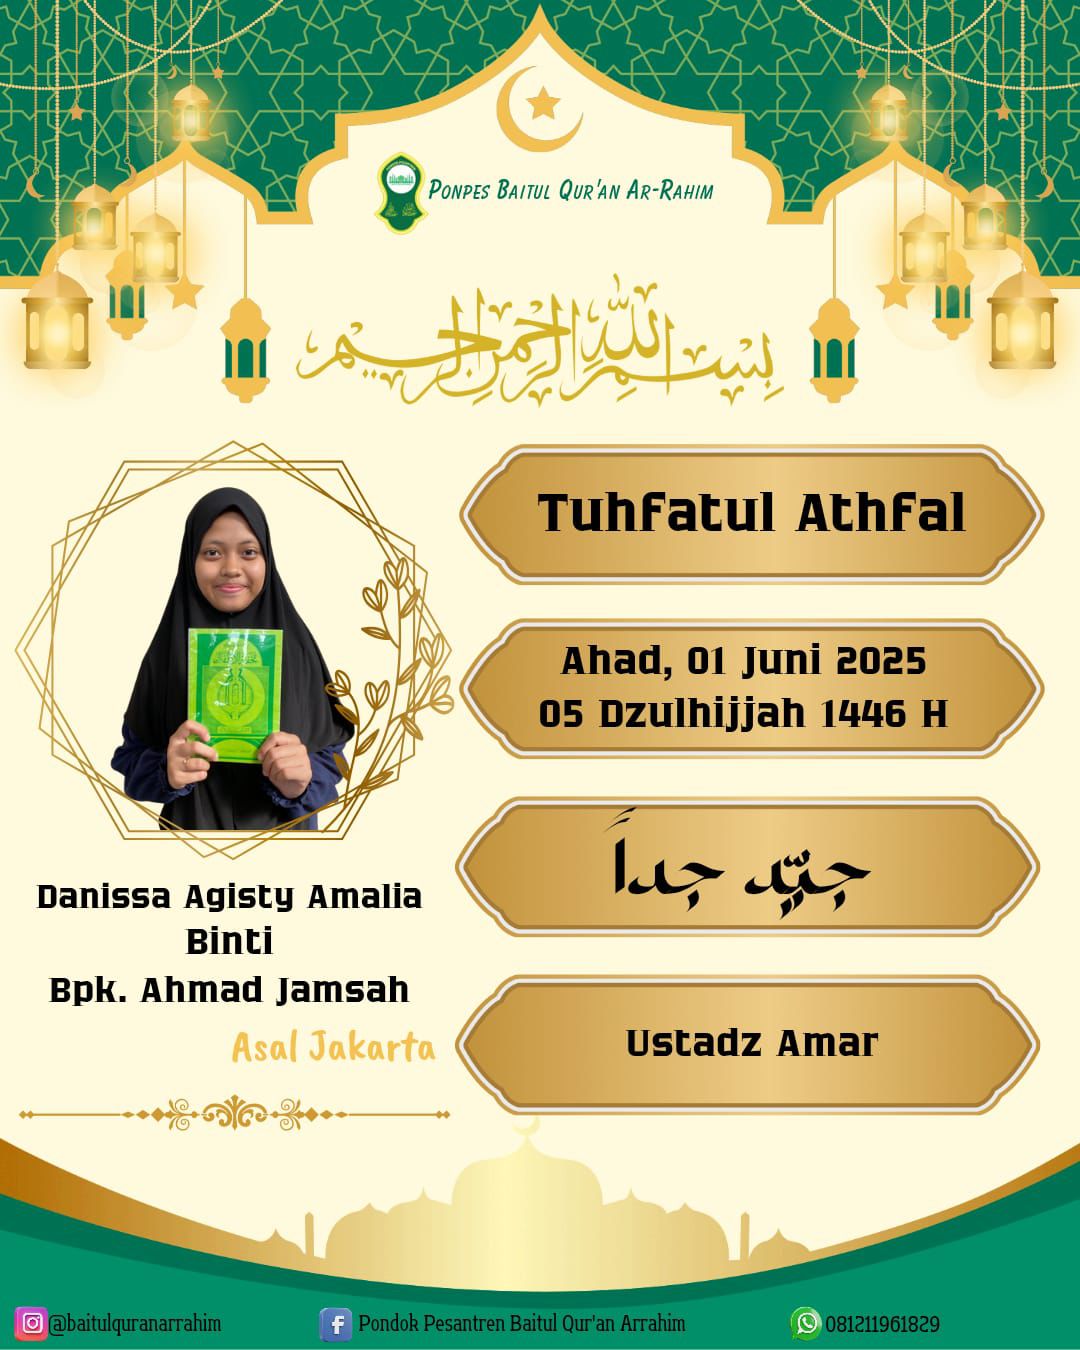 Ponpes Baitul Qur'an Ar-Rahim
بِسْمِ اللهِ الرَّحْمٰنِ الرَّحِيمِ
Tuhfatul Athfal
Ahad, 01 Juni 2025
05 Dzulhijjah 1446 H
جيّد جداً
Ustadz Amar
Danissa Agisty Amalia
Binti
Bpk. Ahmad Jamsah
Asal Jakarta
@baitulquranarrahim
Pondok Pesantren Baitul Qur'an Arrahim
081211961829